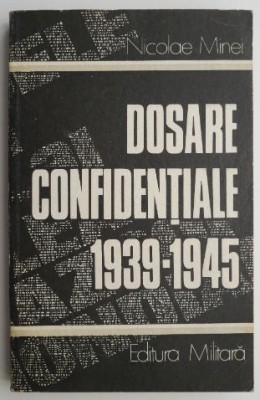 Nicolae Minei
DOSARE
CONFIDENȚIALE
1939-1945
Editura Militară